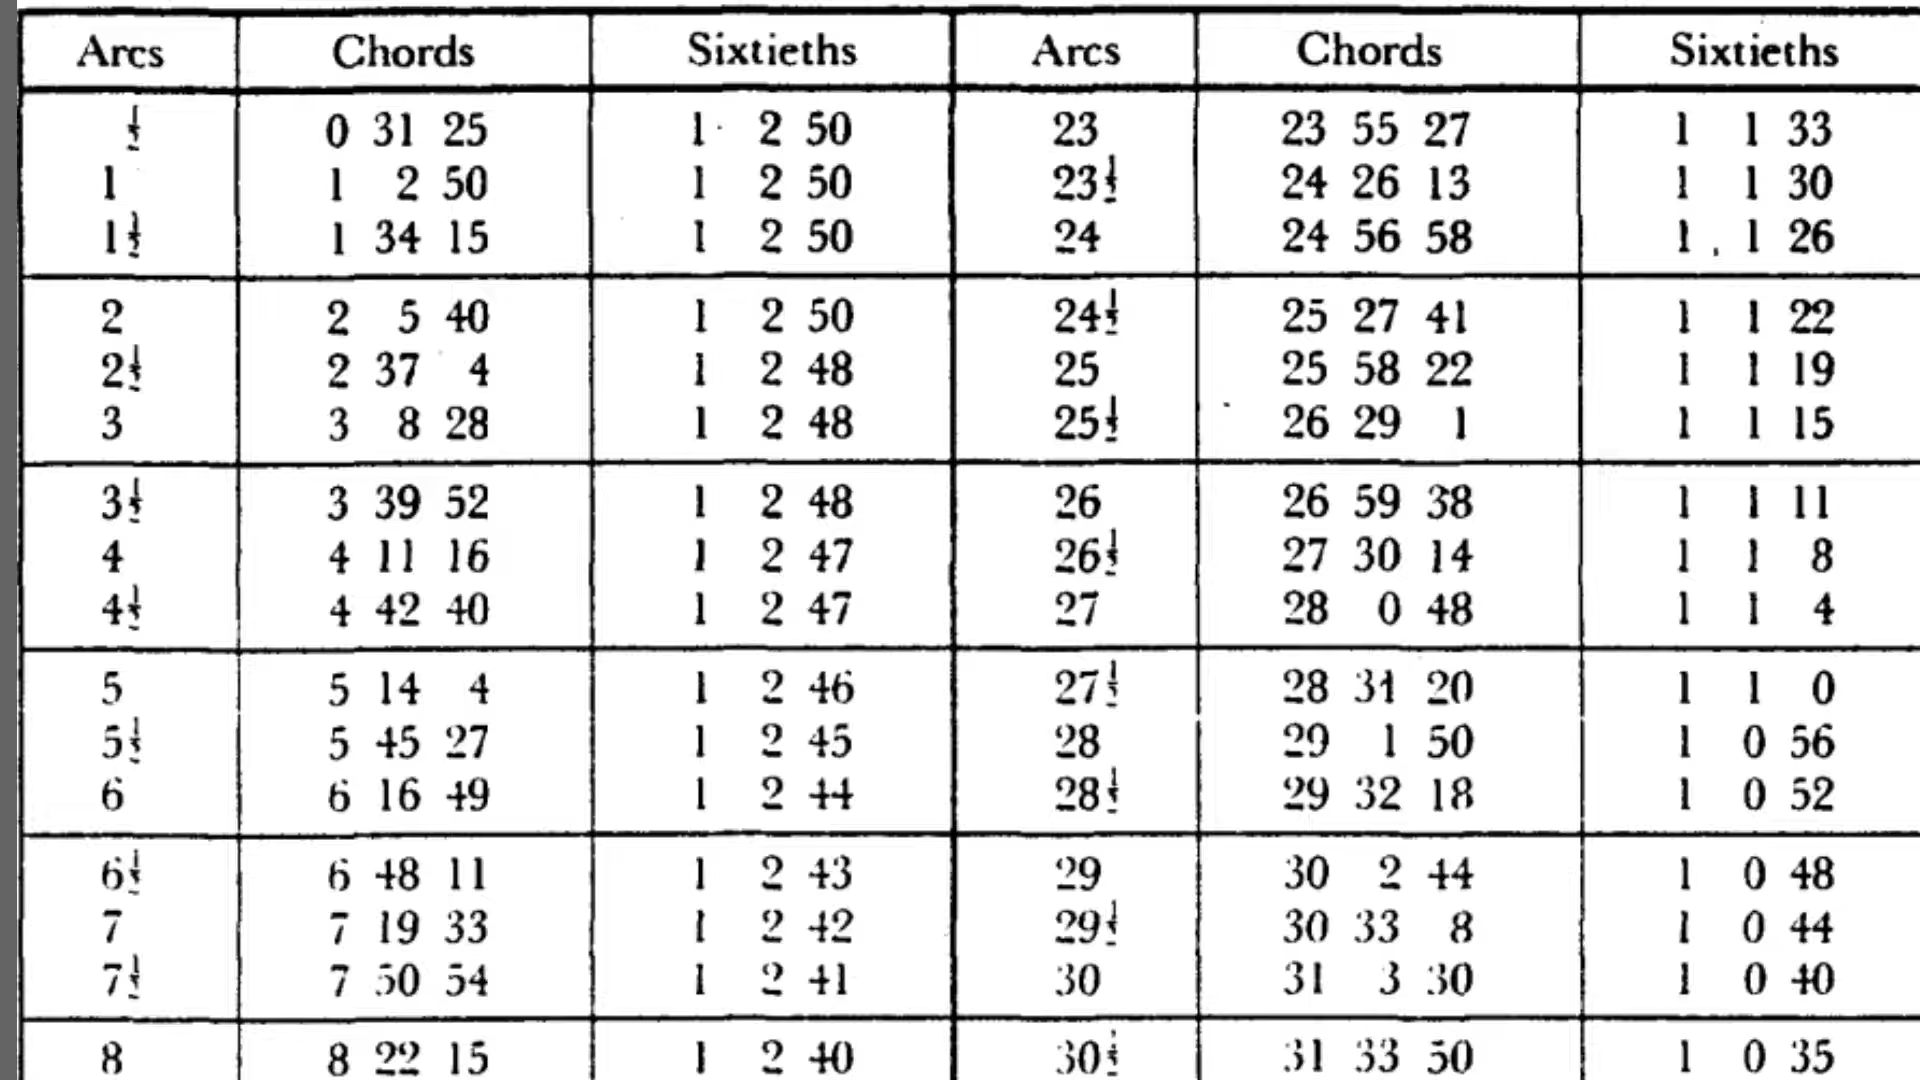 Arcs Chords Sixtieths Arcs Chords Sixtieths
½ 0 31 25 1 2 50 23 23 55 27 1 1 33
1 1 2 50 1 2 50 23½ 24 26 13 1 1 30
1½ 1 34 15 1 2 50 24 24 56 58 1 1 26
2 2 5 40 1 2 50 24½ 25 27 41 1 1 22
2½ 2 37 4 1 2 48 25 25 58 22 1 1 19
3 3 8 28 1 2 48 25½ 26 29 1 1 1 15
3½ 3 39 52 1 2 48 26 26 59 38 1 1 11
4 4 11 16 1 2 47 26½ 27 30 14 1 1 8
4½ 4 42 40 1 2 47 27 28 0 48 1 1 4
5 5 14 4 1 2 46 27½ 28 31 20 1 1 0
5½ 5 45 27 1 2 45 28 29 1 50 1 0 56
6 6 16 49 1 2 44 28½ 29 32 18 1 0 52
6½ 6 48 11 1 2 43 29 30 2 44 1 0 48
7 7 19 33 1 2 42 29½ 30 33 8 1 0 44
7½ 7 50 54 1 2 41 30 31 3 30 1 0 40
8 8 22 15 1 2 40 30½ 31 33 50 1 0 35